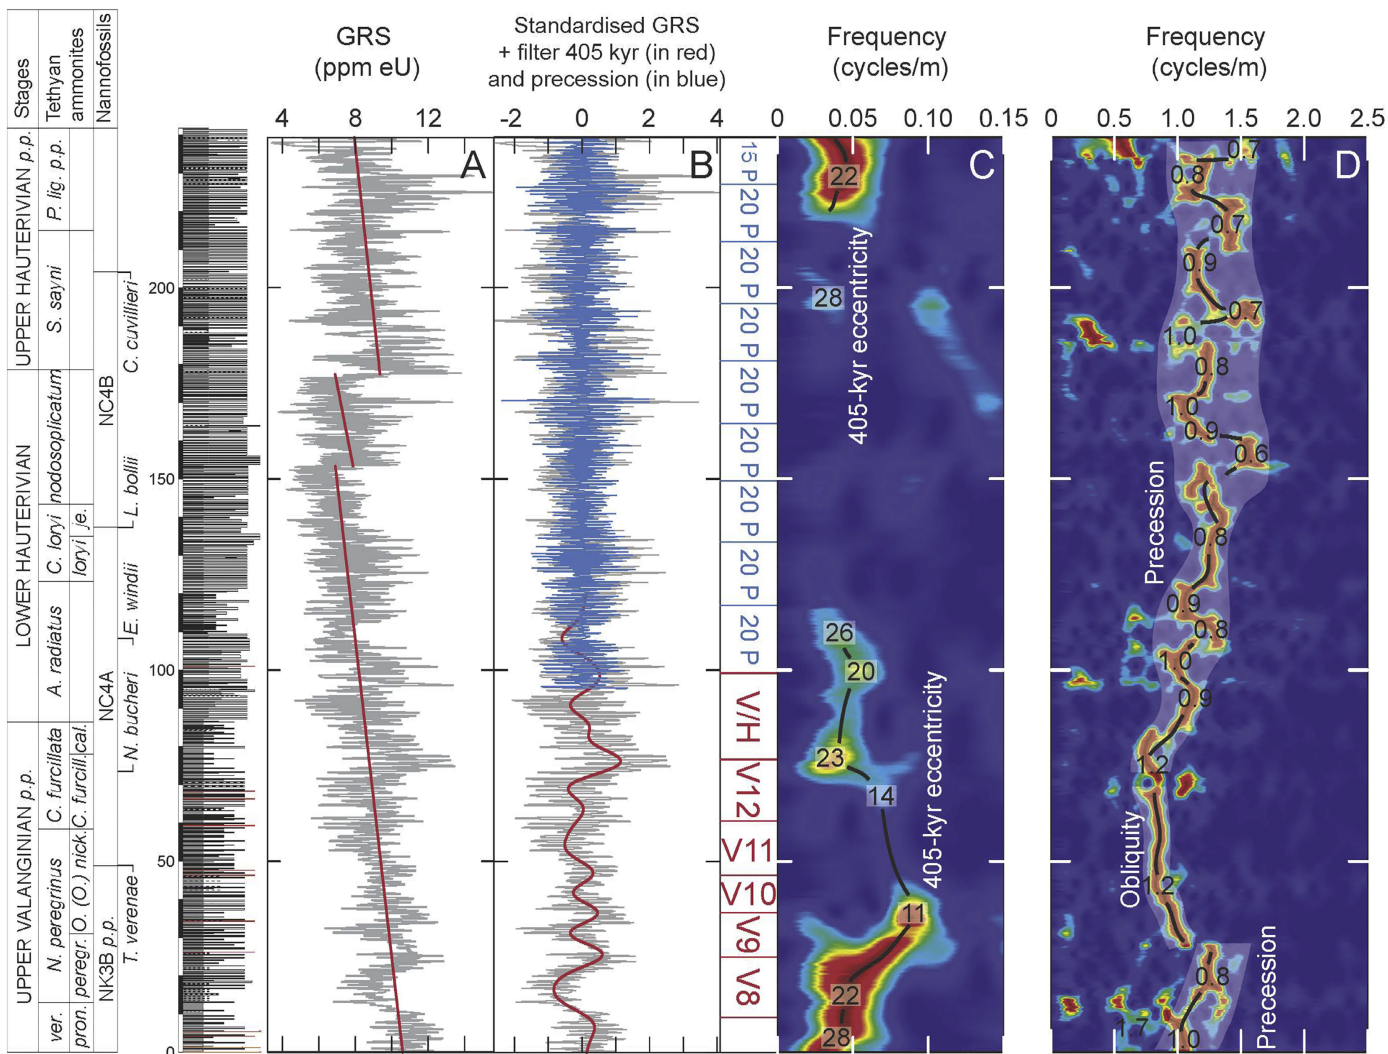 Stages
Tethyan
ammonites
Nannofossils
GRS
(ppm eU)
Standardised GRS
+ filter 405 kyr (in red)
and precession (in blue)
Frequency
(cycles/m)
Frequency
(cycles/m)
4 8 12
-2 0 2 4
0 0.05 0.10 0.15
0 0.5 1.0 1.5 2.0 2.5
A
B
C
D
UPPER HAUTERIVIAN p.p.
LOWER HAUTERIVIAN
UPPER VALANGINIAN p.p.
P. lig. p.p.
S. sayni
nodosoplicatum
C. loryi
loryi
je.
A. radiatus
C. furcillata
C. furcill.
cal.
N. peregrinus
O. (O.) nick.
peregr.
ver.
pron.
NC4B
NC4A
NK3B p.p.
C. cuvillieri
L. bollii
E. windii
N. bucheri
T. verenae
200
150
100
50
0
15 P
20 P
20 P
20 P
20 P
20 P
20 P
20 P
20 P
V/H
V12
V11
V10
V9
V8
22
28
405-kyr eccentricity
26
20
23
14
405-kyr eccentricity
11
22
28
0.7
0.8
0.7
0.9
0.7
1.0
0.8
1.0
0.9
0.6
Precession
0.8
0.9
0.8
1.0
0.9
1.2
Obliquity
1.2
0.8
1.7
1.0
Precession